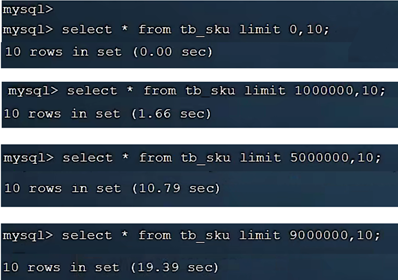 mysql>
mysql> select * from tb_sku limit 0,10;
10 rows in set (0.00 sec)
mysql> select * from tb_sku limit 1000000,10;
10 rows in set (1.66 sec)
mysql> select * from tb_sku limit 5000000,10;
10 rows in set (10.79 sec)
mysql> select * from tb_sku limit 9000000,10;
10 rows in set (19.39 sec)